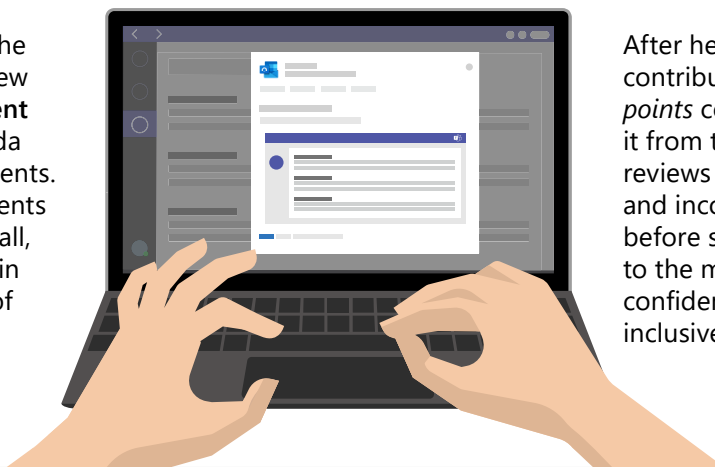 he
ew
ent
da
ents.
ents
all,
in
of
After he
contribu
points co
it from t
reviews
and inco
before s
to the m
confiden
inclusive